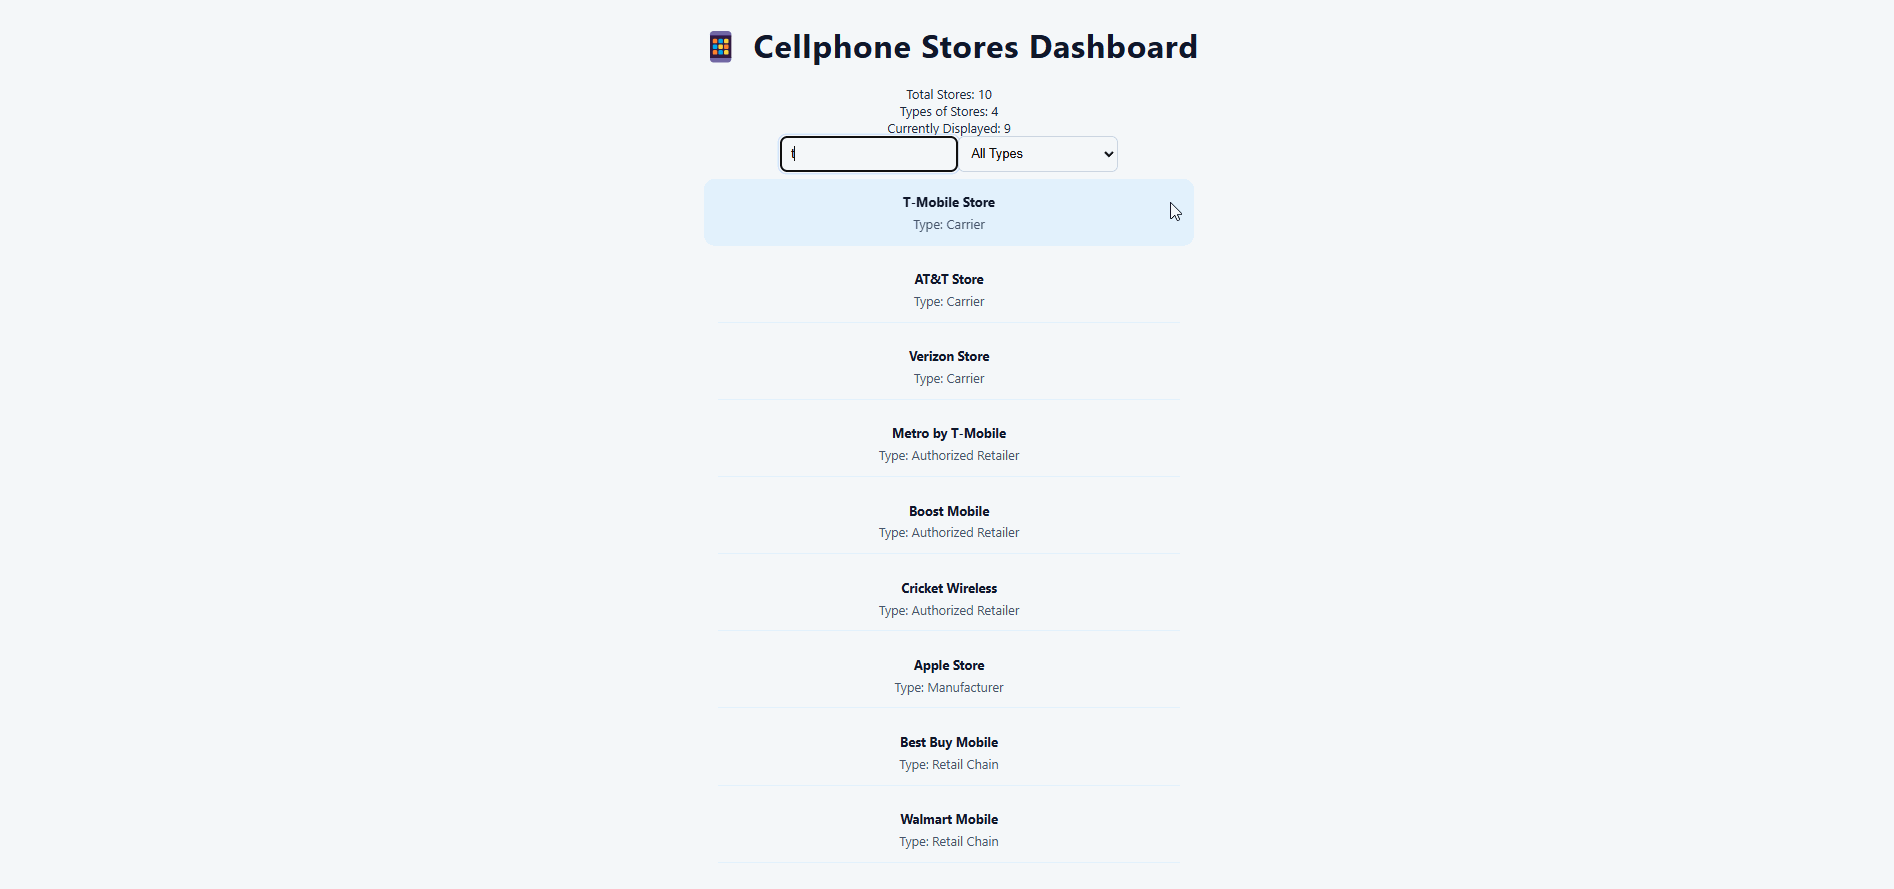 Cellphone Stores Dashboard
Total Stores: 10
Types of Stores: 4
Currently Displayed: 9
t All Types
T-Mobile Store
Type: Carrier
AT&T Store
Type: Carrier
Verizon Store
Type: Carrier
Metro by T-Mobile
Type: Authorized Retailer
Boost Mobile
Type: Authorized Retailer
Cricket Wireless
Type: Authorized Retailer
Apple Store
Type: Manufacturer
Best Buy Mobile
Type: Retail Chain
Walmart Mobile
Type: Retail Chain